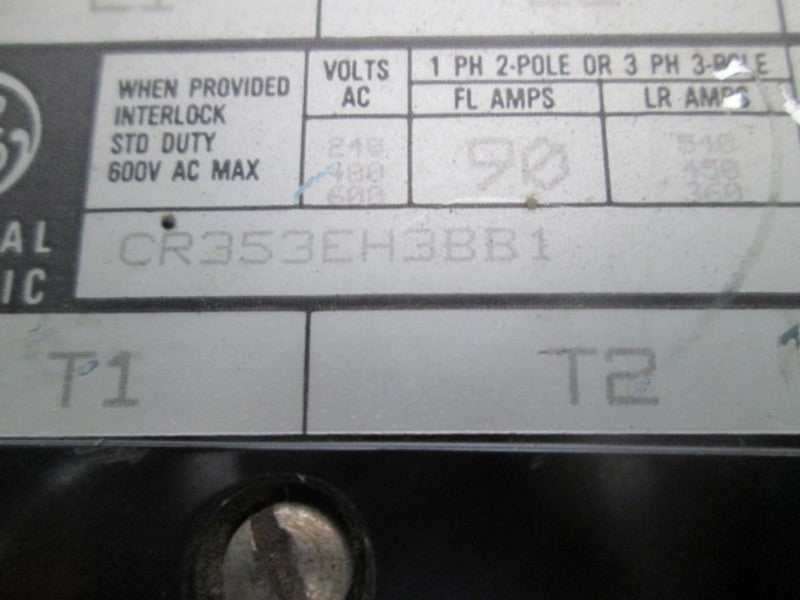 WHEN PROVIDED
INTERLOCK
STD DUTY
600V AC MAX
VOLTS
AC
240
480
600
1 PH 2-POLE OR 3 PH 3-POLE
FL AMPS
90
LR AMPS
540
450
360
CR353EH3BB1
AL
IC
T1
T2